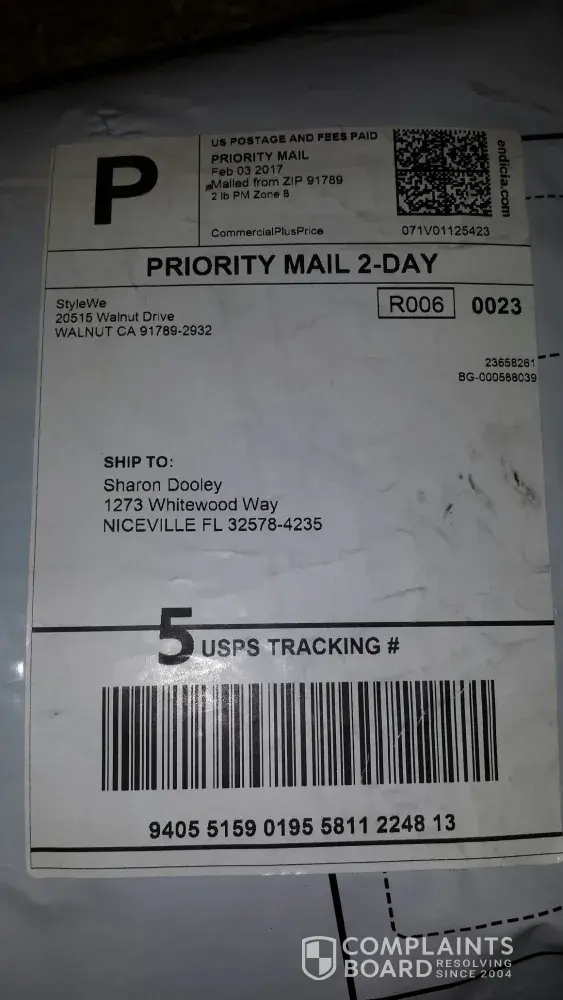 P
US POSTAGE AND FEES PAID
PRIORITY MAIL
Feb 03 2017
Mailed from ZIP 91789
2 lb PM Zone 8
CommercialPlusPrice
071V01125423
endicia.com
PRIORITY MAIL 2-DAY
StyleWe
20515 Walnut Drive
WALNUT CA 91789-2932
R006 0023
23658261
BG-000588039
SHIP TO:
Sharon Dooley
1273 Whitewood Way
NICEVILLE FL 32578-4235
5 USPS TRACKING #
9405 5159 0195 5811 2248 13
COMPLAINTS
BOARD RESOLVING
SINCE 2004